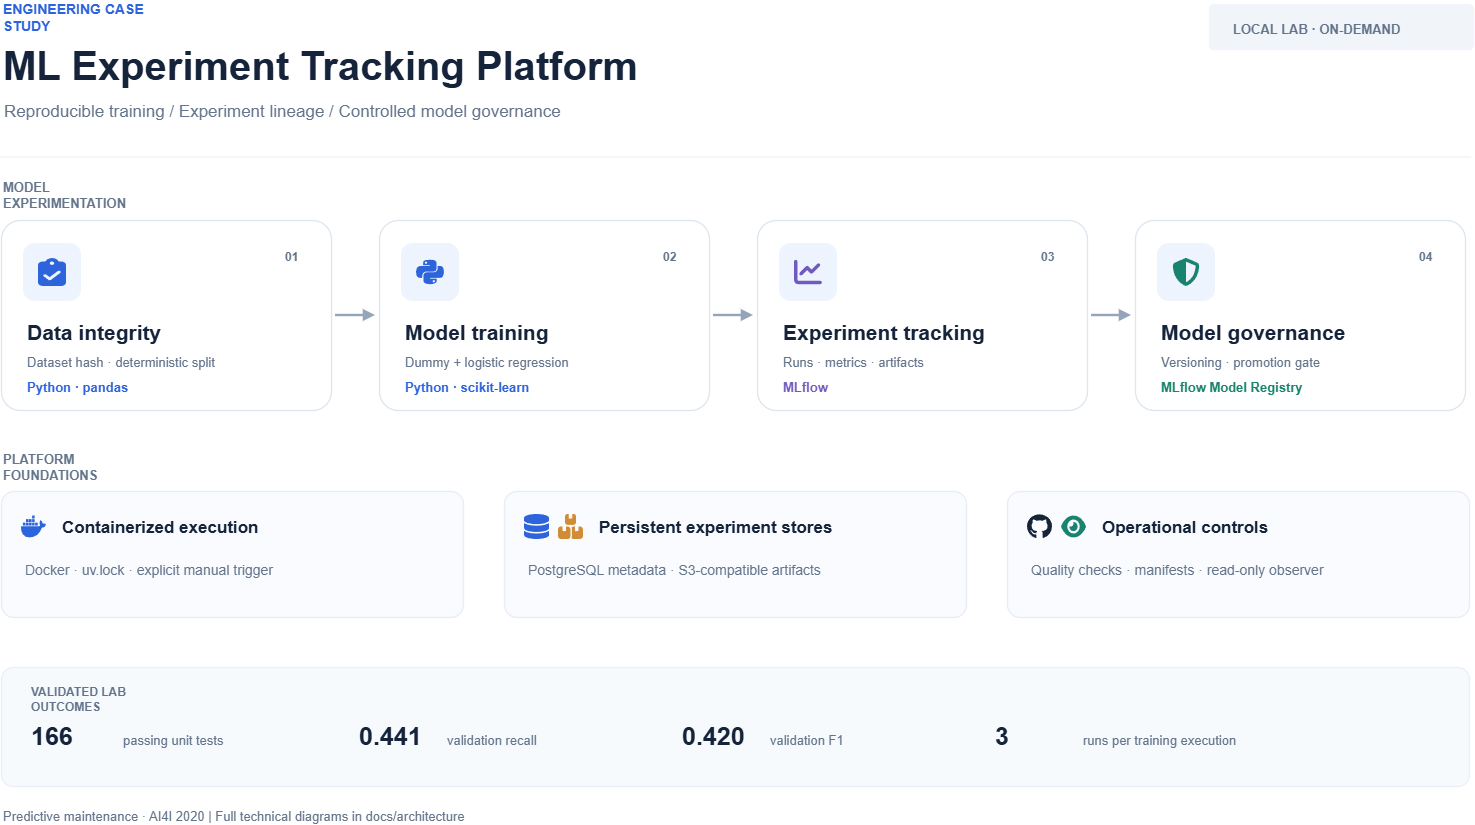 ENGINEERING CASE
STUDY
LOCAL LAB · ON-DEMAND
ML Experiment Tracking Platform
Reproducible training / Experiment lineage / Controlled model governance
MODEL
EXPERIMENTATION
01
Data integrity
Dataset hash · deterministic split
Python · pandas
02
Model training
Dummy + logistic regression
Python · scikit-learn
03
Experiment tracking
Runs · metrics · artifacts
MLflow
04
Model governance
Versioning · promotion gate
MLflow Model Registry
PLATFORM
FOUNDATIONS
Containerized execution
Docker · uv.lock · explicit manual trigger
Persistent experiment stores
PostgreSQL metadata · S3-compatible artifacts
Operational controls
Quality checks · manifests · read-only observer
VALIDATED LAB
OUTCOMES
166 passing unit tests
0.441 validation recall
0.420 validation F1
3 runs per training execution
Predictive maintenance · AI4I 2020 | Full technical diagrams in docs/architecture